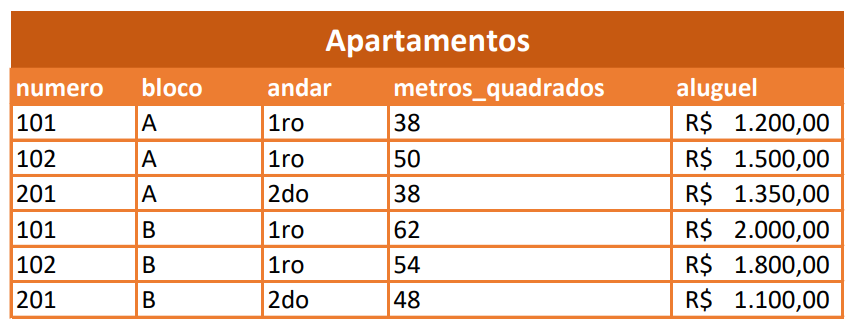 Apartamentos
numero bloco andar metros_quadrados aluguel
101 A 1ro 38 R$ 1.200,00
102 A 1ro 50 R$ 1.500,00
201 A 2do 38 R$ 1.350,00
101 B 1ro 62 R$ 2.000,00
102 B 1ro 54 R$ 1.800,00
201 B 2do 48 R$ 1.100,00